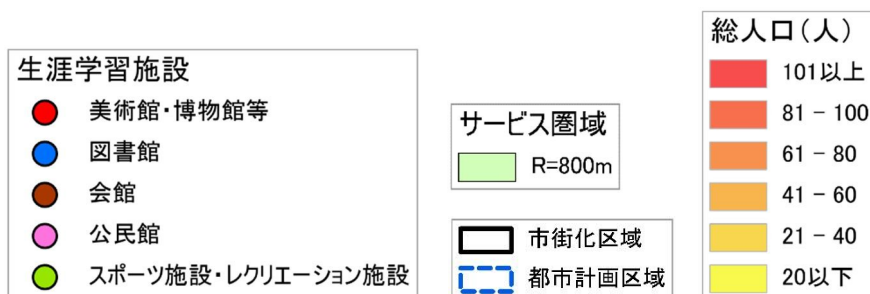 生涯学習施設
美術館・博物館等
図書館
会館
公民館
スポーツ施設・レクリエーション施設
サービス圏域
R=800m
市街化区域
都市計画区域
総人口(人)
101以上
81 - 100
61 - 80
41 - 60
21 - 40
20以下